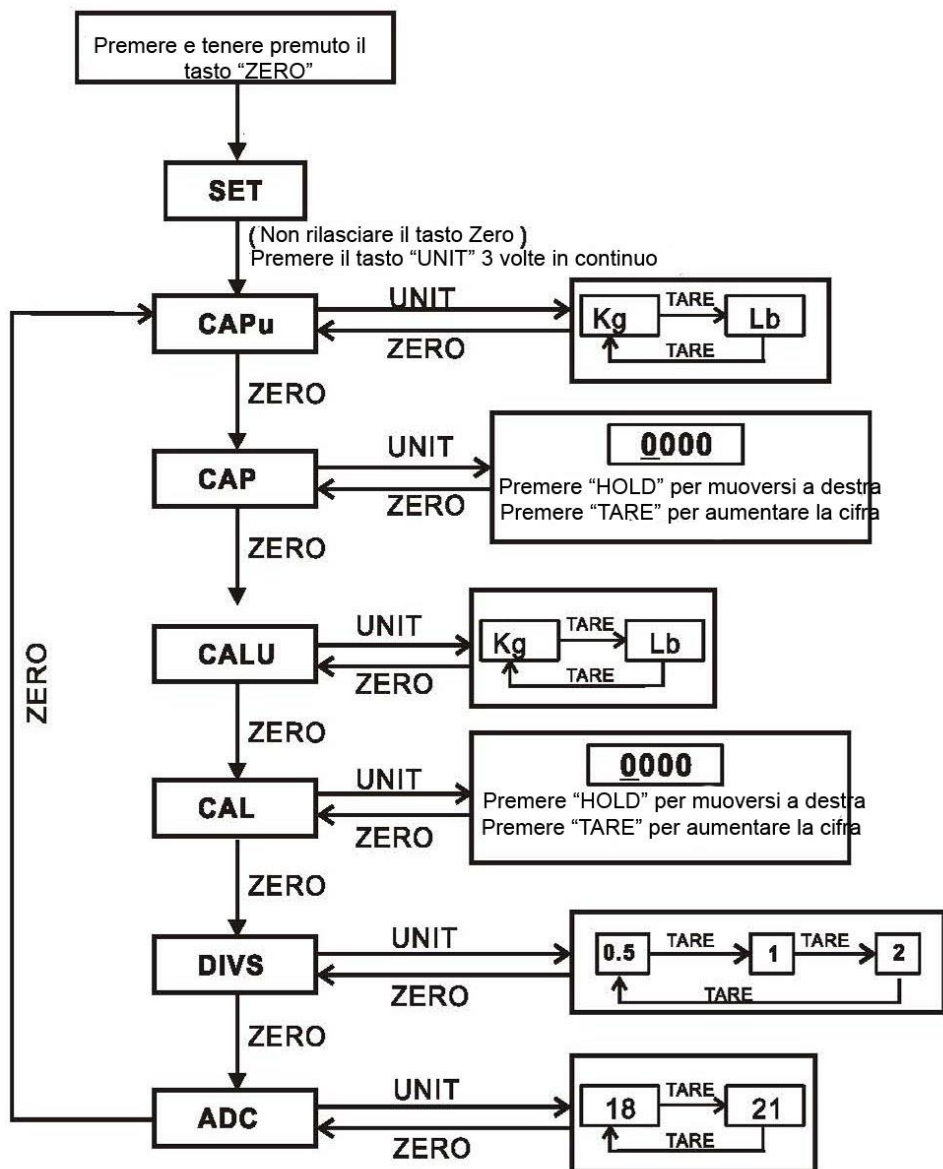 Premere e tenere premuto il
tasto “ZERO”
SET
(Non rilasciare il tasto Zero)
Premere il tasto “UNIT” 3 volte in continuo
CAPu
UNIT
ZERO
Kg
TARE
Lb
TARE
ZERO
CAP
UNIT
ZERO
0000
Premere “HOLD” per muoversi a destra
Premere “TARE” per aumentare la cifra
ZERO
CALU
UNIT
ZERO
Kg
TARE
Lb
TARE
ZERO
ZERO
CAL
UNIT
ZERO
0000
Premere “HOLD” per muoversi a destra
Premere “TARE” per aumentare la cifra
ZERO
DIVS
UNIT
ZERO
0.5
TARE
1
TARE
2
TARE
ZERO
ADC
UNIT
ZERO
18
TARE
21
TARE